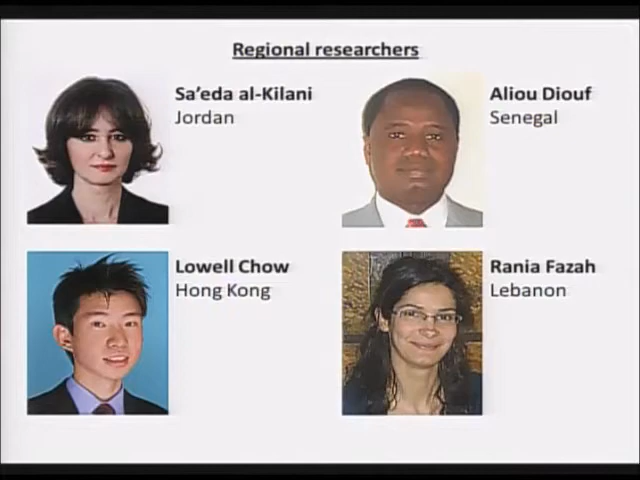 Regional researchers
Sa'eda al-Kilani
Jordan
Aliou Diouf
Senegal
Lowell Chow
Hong Kong
Rania Fazah
Lebanon